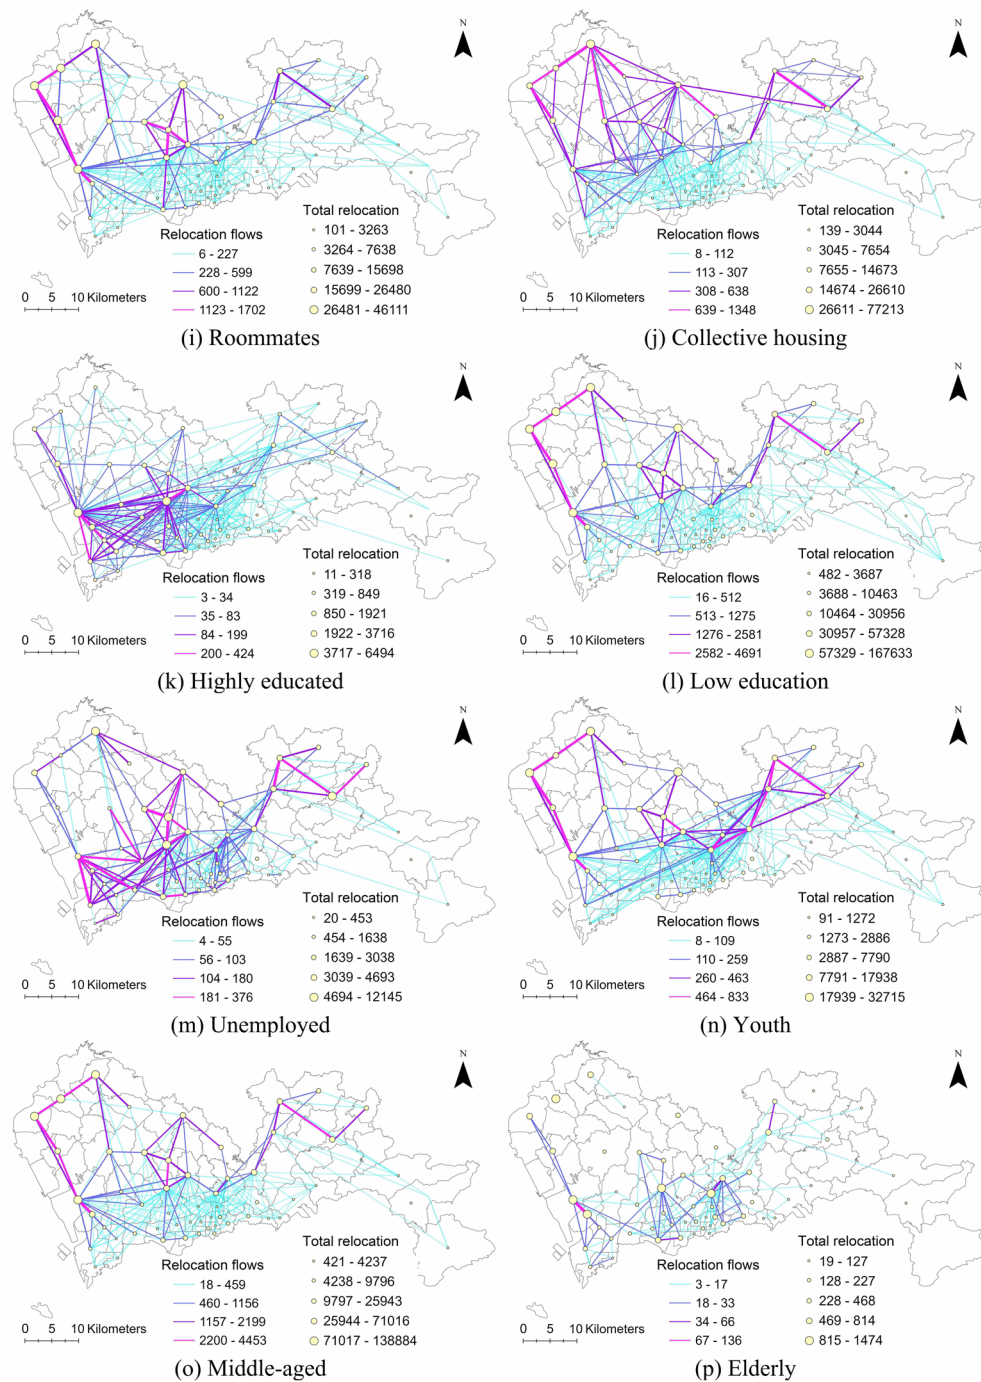 N
N
Relocation flows
6 - 227
228 - 599
600 - 1122
1123 - 1702
Total relocation
101 - 3263
3264 - 7638
7639 - 15698
15699 - 26480
26481 - 46111
0 5 10 Kilometers
(i) Roommates
Relocation flows
8 - 112
113 - 307
308 - 638
639 - 1348
Total relocation
139 - 3044
3045 - 7654
7655 - 14673
14674 - 26610
26611 - 77213
0 5 10 Kilometers
(j) Collective housing
N
N
Relocation flows
3 - 34
35 - 83
84 - 199
200 - 424
Total relocation
11 - 318
319 - 849
850 - 1921
1922 - 3716
3717 - 6494
0 5 10 Kilometers
(k) Highly educated
Relocation flows
16 - 512
513 - 1275
1276 - 2581
2582 - 4691
Total relocation
482 - 3687
3688 - 10463
10464 - 30956
30957 - 57328
57329 - 167633
0 5 10 Kilometers
(l) Low education
N
N
Relocation flows
4 - 55
56 - 103
104 - 180
181 - 376
Total relocation
20 - 453
454 - 1638
1639 - 3038
3039 - 4693
4694 - 12145
0 5 10 Kilometers
(m) Unemployed
Relocation flows
8 - 109
110 - 259
260 - 463
464 - 833
Total relocation
91 - 1272
1273 - 2886
2887 - 7790
7791 - 17938
17939 - 32715
0 5 10 Kilometers
(n) Youth
N
N
Relocation flows
18 - 459
460 - 1156
1157 - 2199
2200 - 4453
Total relocation
421 - 4237
4238 - 9796
9797 - 25943
25944 - 71016
71017 - 138884
0 5 10 Kilometers
(o) Middle-aged
Relocation flows
3 - 17
18 - 33
34 - 66
67 - 136
Total relocation
19 - 127
128 - 227
228 - 468
469 - 814
815 - 1474
0 5 10 Kilometers
(p) Elderly